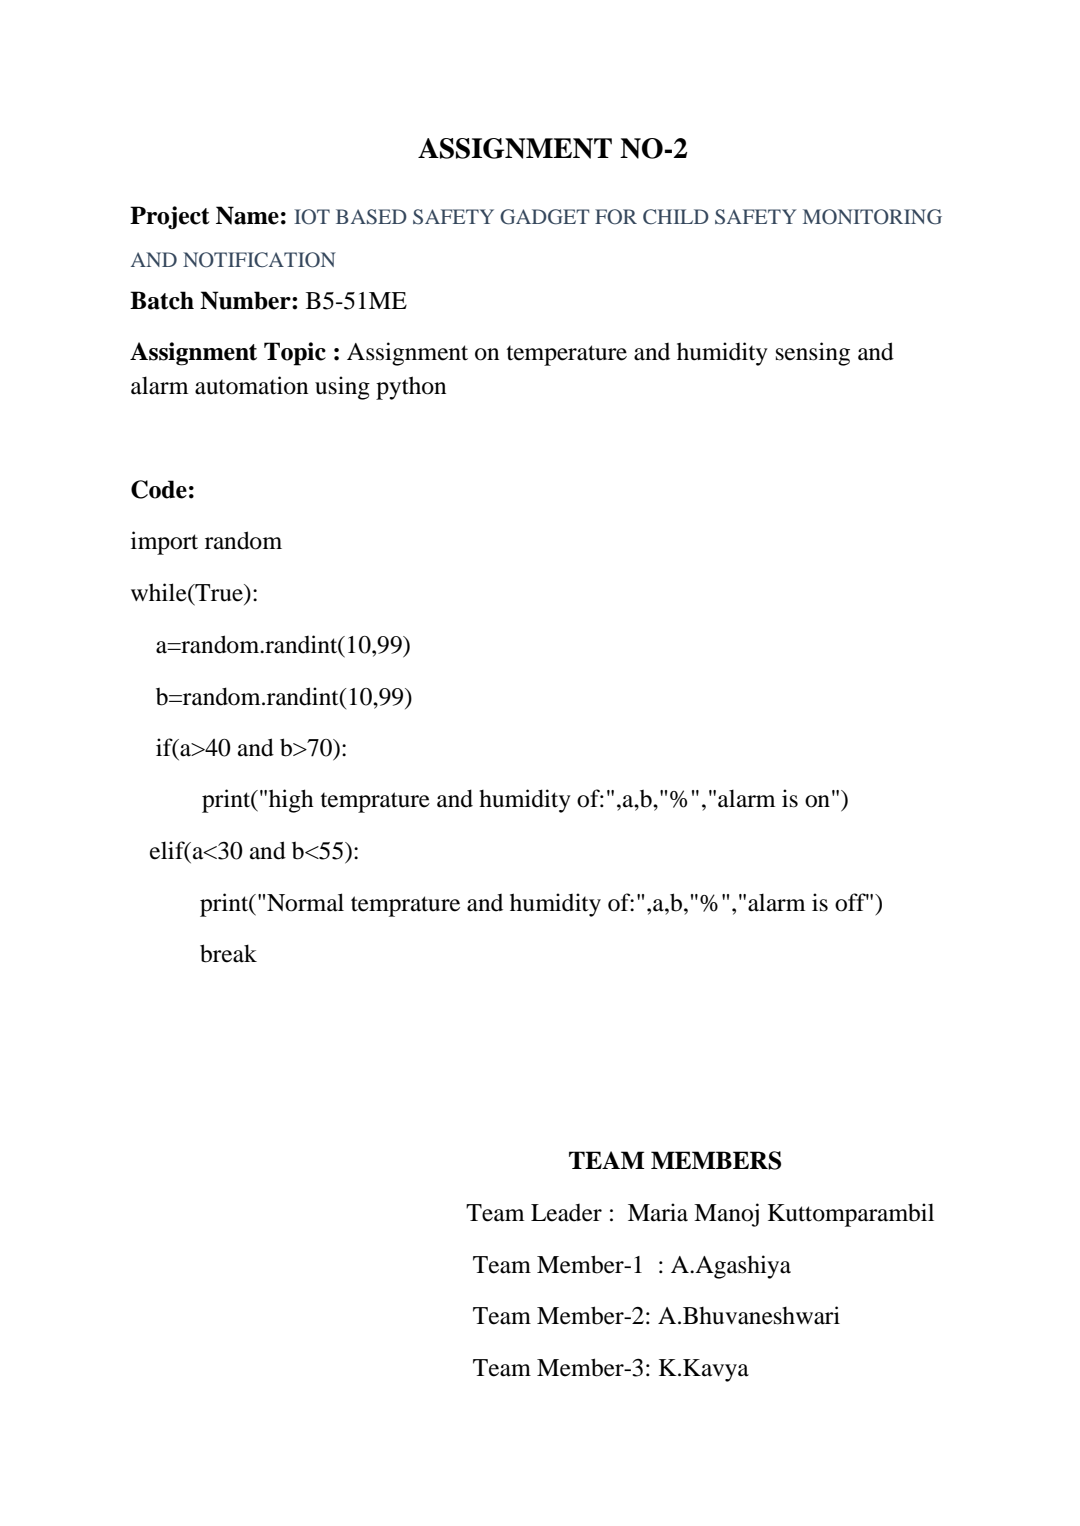 ASSIGNMENT NO-2
Project Name: IOT BASED SAFETY GADGET FOR CHILD SAFETY MONITORING
AND NOTIFICATION
Batch Number: B5-51ME
Assignment Topic : Assignment on temperature and humidity sensing and
alarm automation using python
Code:
import random
while(True):
a=random.randint(10,99)
b=random.randint(10,99)
if(a>40 and b>70):
print("high temprature and humidity of:",a,b,"%","alarm is on")
elif(a<30 and b<55):
print("Normal temprature and humidity of:",a,b,"%","alarm is off")
break
TEAM MEMBERS
Team Leader : Maria Manoj Kuttomparambil
Team Member-1 : A.Agashiya
Team Member-2: A.Bhuvaneshwari
Team Member-3: K.Kavya